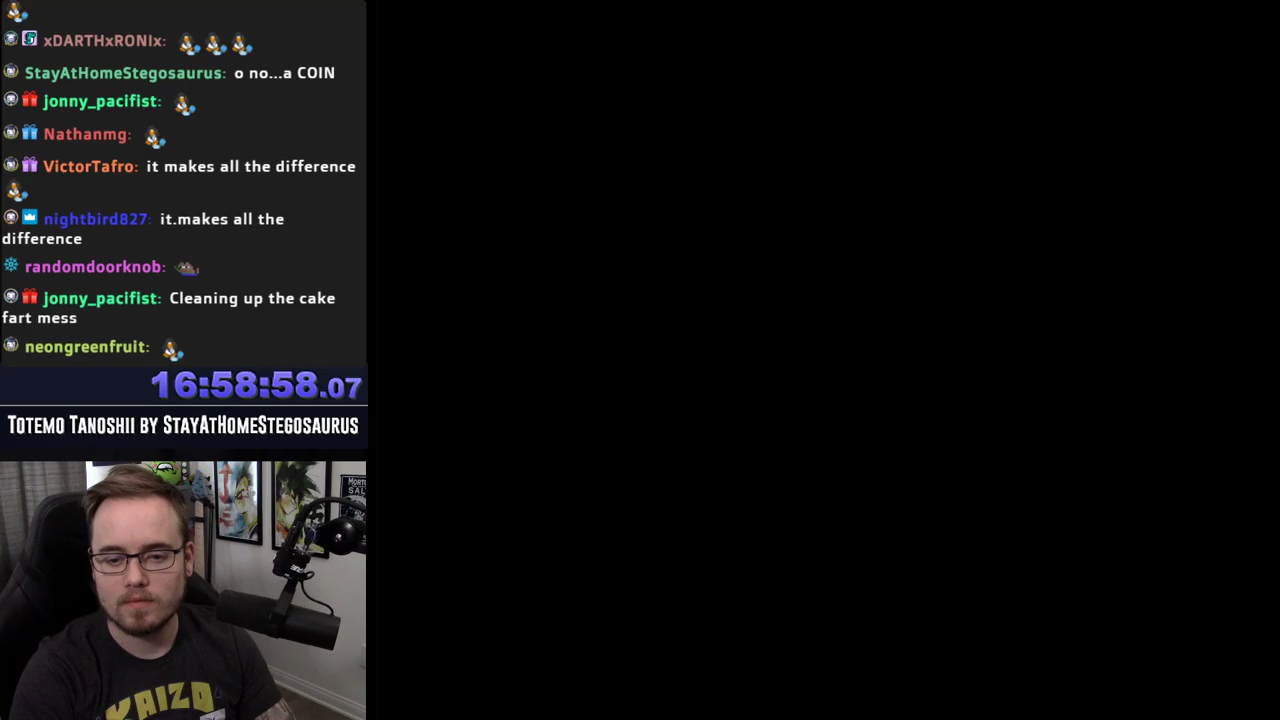 xDARTHxRONIx:
StayAtHomeStegosaurus: o no...a COIN
jonny_pacifist:
Nathanmg:
VictorTafro: it makes all the difference
nightbird827: it.makes all the
difference
randomdoorknob:
jonny_pacifist: Cleaning up the cake
fart mess
neongreenfruit:
16:58:58.07
TOTEMO TANOSHII BY STAYATHOMESTEGOSAURUS
KAIZO